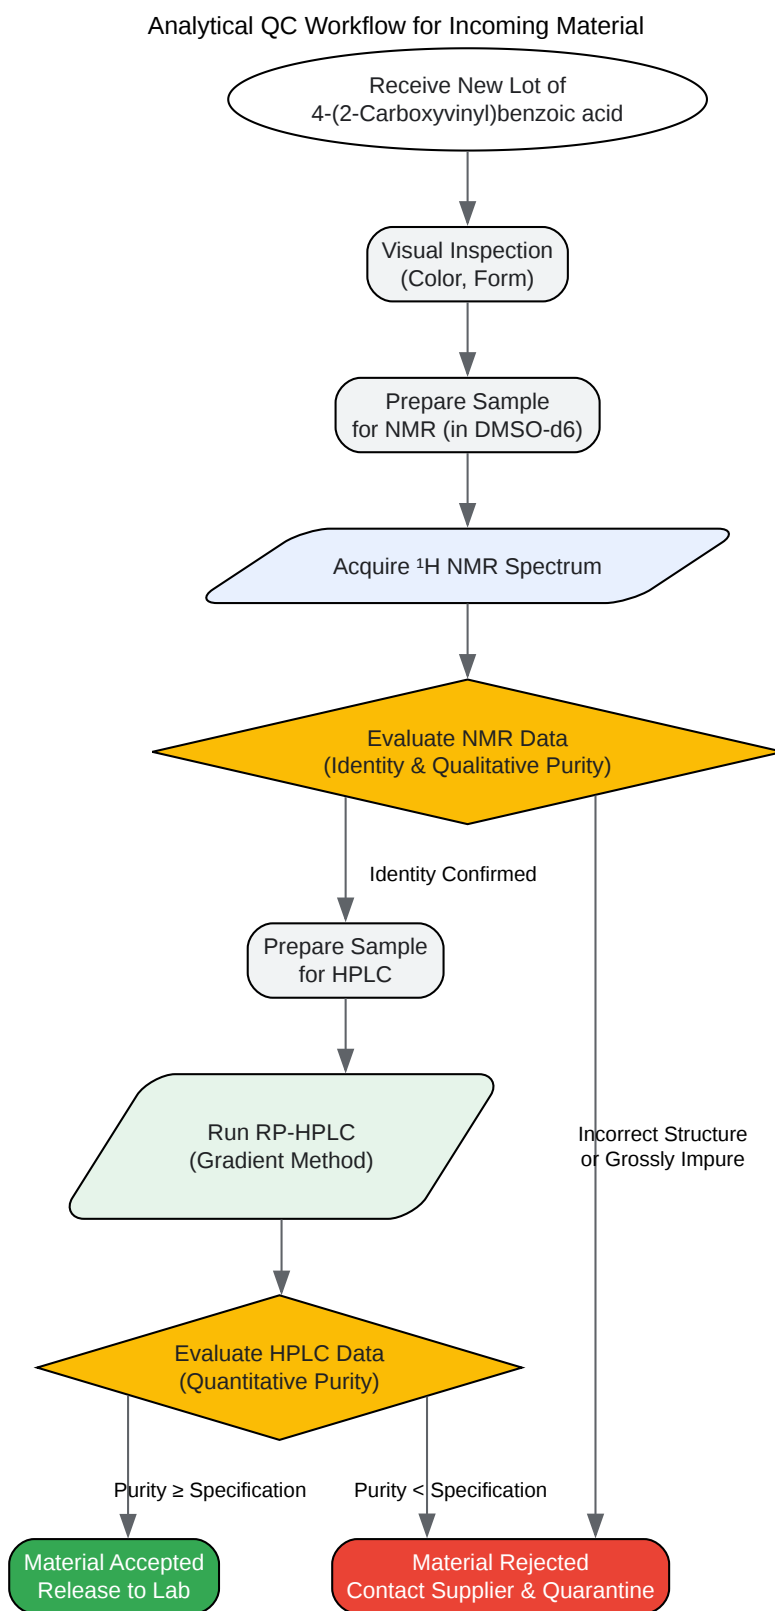 Analytical QC Workflow for Incoming Material
Receive New Lot of
4-(2-Carboxyvinyl)benzoic acid
Visual Inspection
(Color, Form)
Prepare Sample
for NMR (in DMSO-d6)
Acquire ¹H NMR Spectrum
Evaluate NMR Data
(Identity & Qualitative Purity)
Identity Confirmed
Prepare Sample
for HPLC
Run RP-HPLC
(Gradient Method)
Incorrect Structure
or Grossly Impure
Evaluate HPLC Data
(Quantitative Purity)
Purity ≥ Specification
Purity < Specification
Material Accepted
Release to Lab
Material Rejected
Contact Supplier & Quarantine